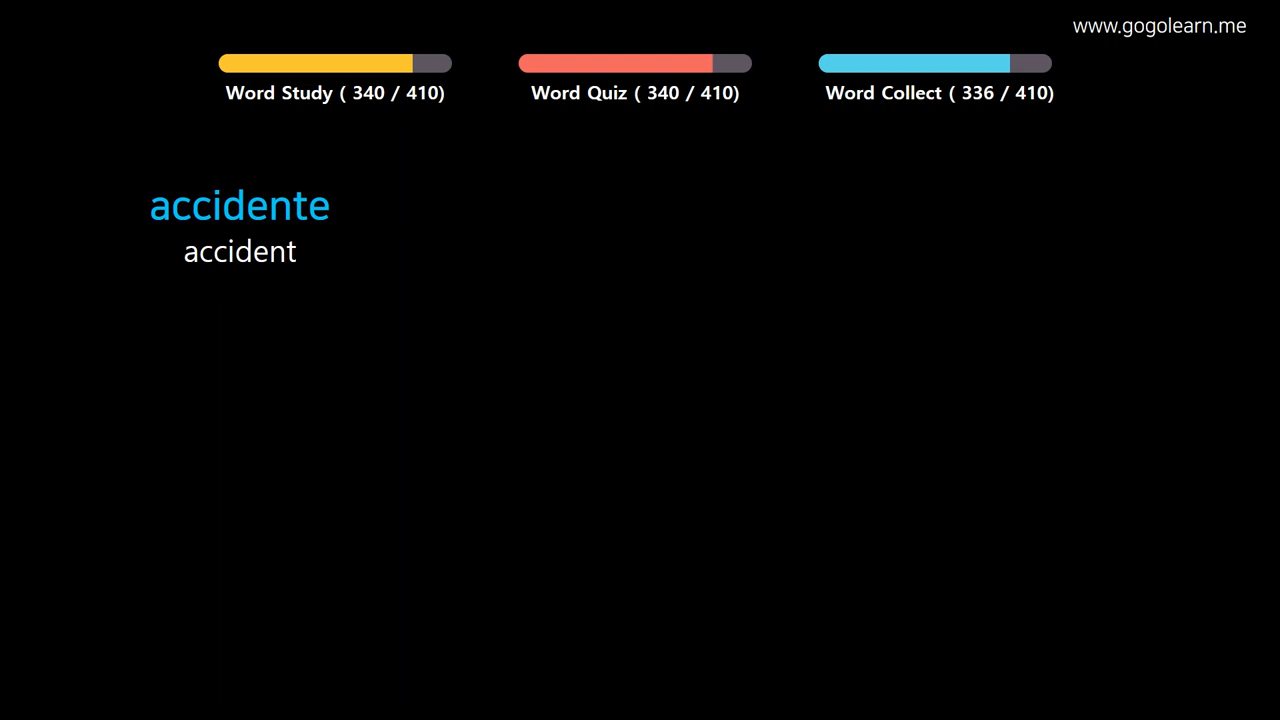 www.gogolearn.me
Word Study ( 340 / 410)
Word Quiz ( 340 / 410)
Word Collect ( 336 / 410)
accidente
accident